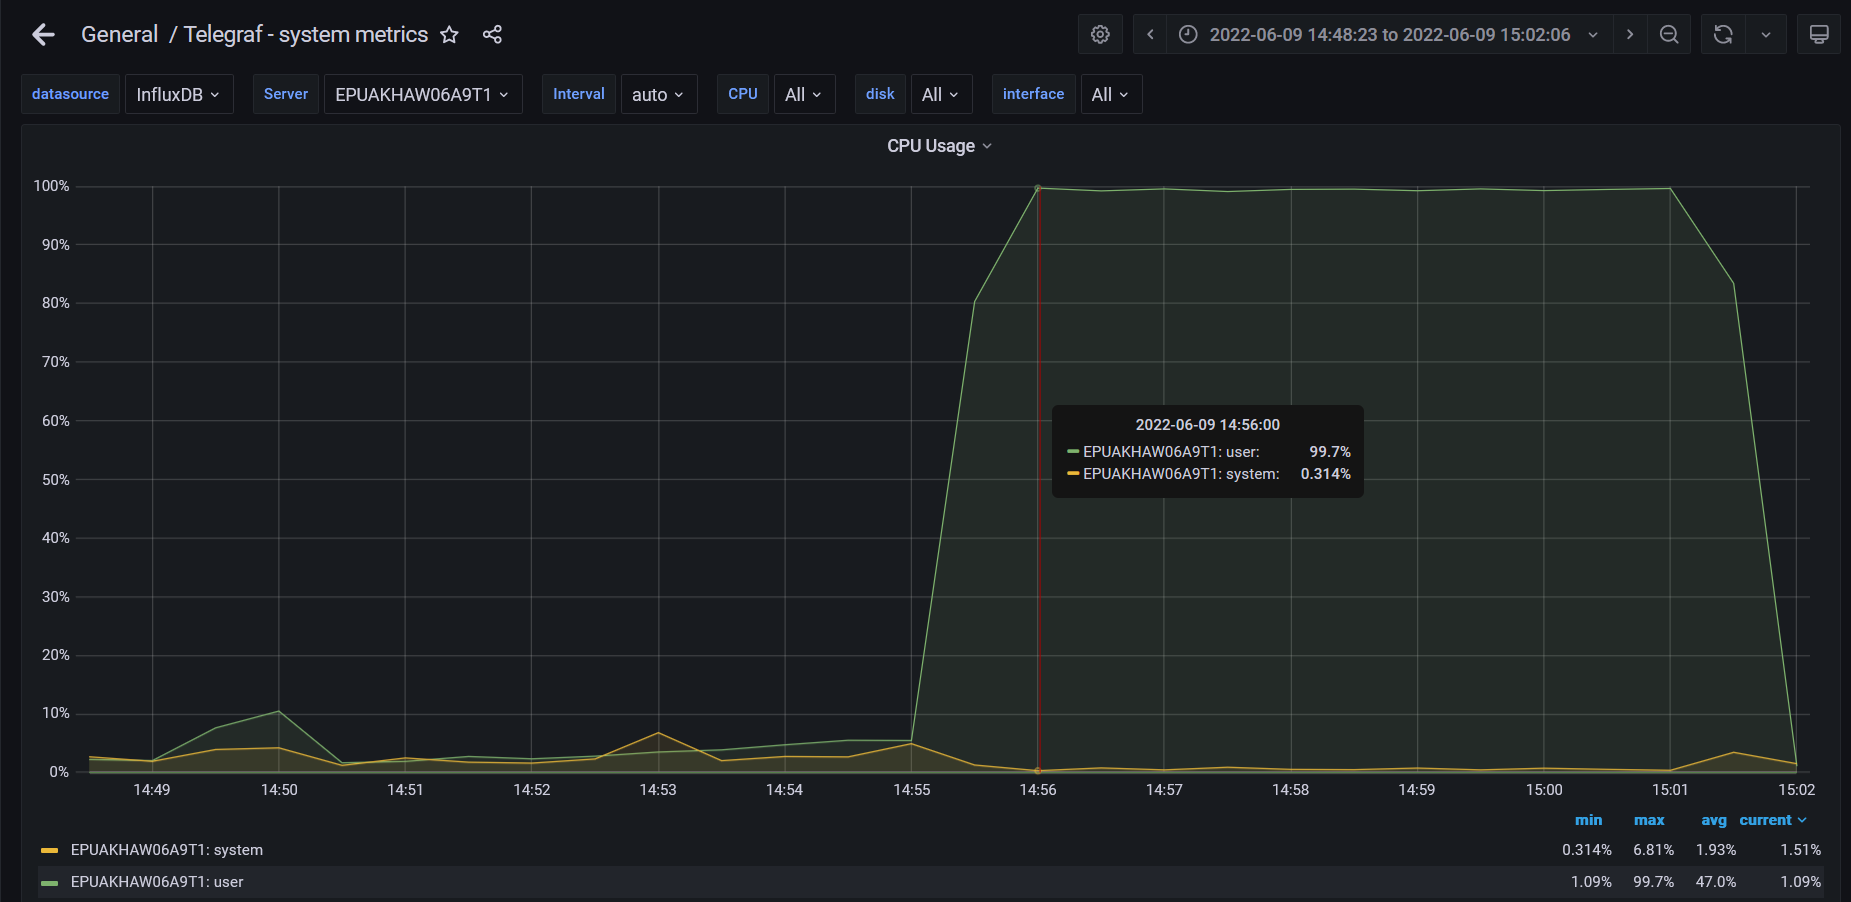 General / Telegraf - system metrics
2022-06-09 14:48:23 to 2022-06-09 15:02:06
datasource InfluxDB Server EPUAKHAW06A9T1 Interval auto CPU All disk All interface All
CPU Usage
100%
90%
80%
70%
60%
50%
40%
30%
20%
10%
0%
2022-06-09 14:56:00
EPUAKHAW06A9T1: user: 99.7%
EPUAKHAW06A9T1: system: 0.314%
14:49 14:50 14:51 14:52 14:53 14:54 14:55 14:56 14:57 14:58 14:59 15:00 15:01 15:02
min max avg current
EPUAKHAW06A9T1: system 0.314% 6.81% 1.93% 1.51%
EPUAKHAW06A9T1: user 1.09% 99.7% 47.0% 1.09%